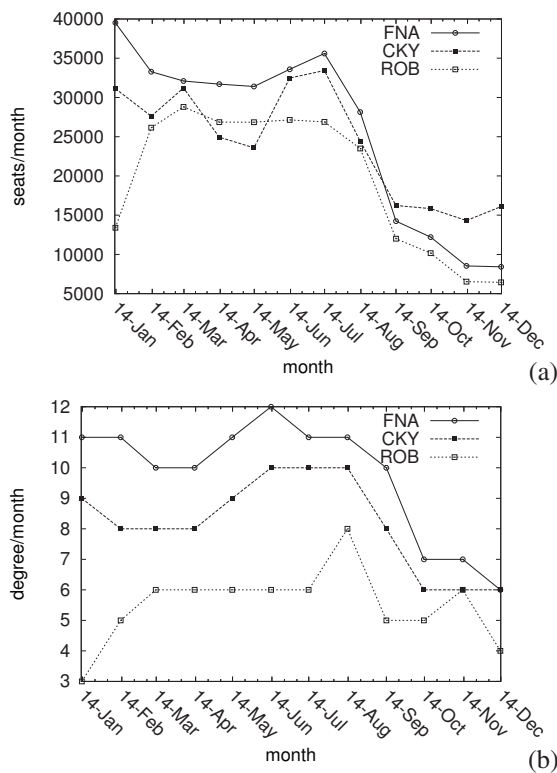 40000
35000
30000
25000
20000
15000
10000
5000
seats/month
FNA
CKY
ROB
14-Jan
14-Feb
14-Mar
14-Apr
14-May
14-Jun
14-Jul
14-Aug
14-Sep
14-Oct
14-Nov
14-Dec
month
(a)
12
11
10
9
8
7
6
5
4
3
degree/month
FNA
CKY
ROB
14-Jan
14-Feb
14-Mar
14-Apr
14-May
14-Jun
14-Jul
14-Aug
14-Sep
14-Oct
14-Nov
14-Dec
month
(b)